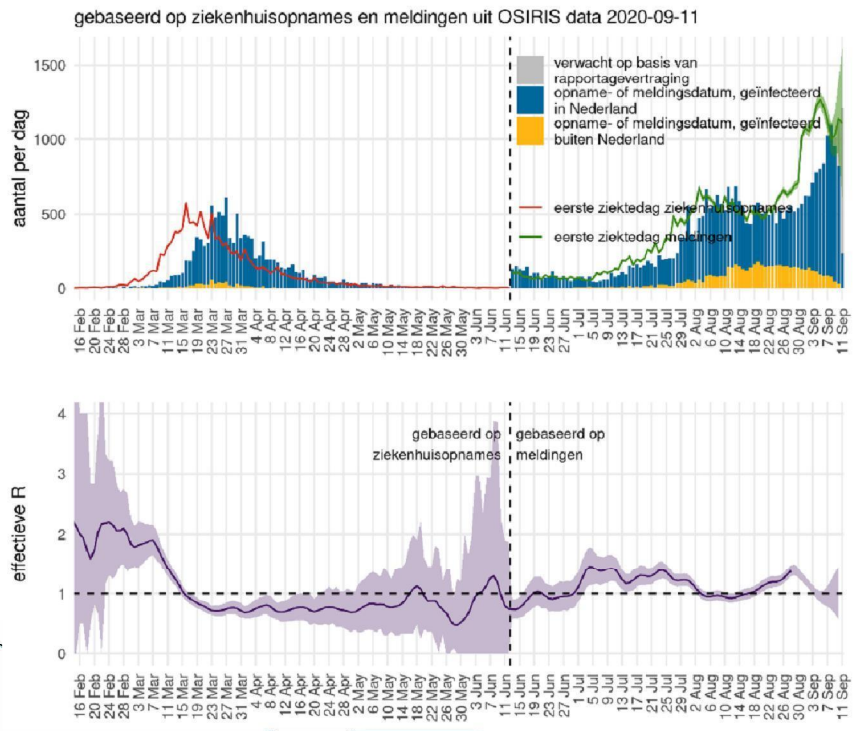 gebaseerd op ziekenhuisopnames en meldingen uit OSIRIS data 2020-09-11
aantal per dag
1500
1000
500
0
verwacht op basis van
rapportagevertraging
opname- of meldingsdatum, geïnfecteerd
in Nederland
opname- of meldingsdatum, geïnfecteerd
buiten Nederland
eerste ziektedag ziekenhuisopnames
eerste ziektedag meldingen
16 Feb
20 Feb
24 Feb
28 Feb
3 Mar
7 Mar
11 Mar
15 Mar
19 Mar
23 Mar
27 Mar
31 Mar
4 Apr
8 Apr
12 Apr
16 Apr
20 Apr
24 Apr
28 Apr
2 May
6 May
10 May
14 May
18 May
22 May
26 May
30 May
3 Jun
7 Jun
11 Jun
15 Jun
19 Jun
23 Jun
27 Jun
1 Jul
5 Jul
9 Jul
13 Jul
17 Jul
21 Jul
25 Jul
29 Jul
2 Aug
6 Aug
10 Aug
14 Aug
18 Aug
22 Aug
26 Aug
30 Aug
3 Sep
7 Sep
11 Sep
effectieve R
4
3
2
1
0
gebaseerd op
ziekenhuisopnames
gebaseerd op
meldingen
16 Feb
20 Feb
24 Feb
28 Feb
3 Mar
7 Mar
11 Mar
15 Mar
19 Mar
23 Mar
27 Mar
31 Mar
4 Apr
8 Apr
12 Apr
16 Apr
20 Apr
24 Apr
28 Apr
2 May
6 May
10 May
14 May
18 May
22 May
26 May
30 May
3 Jun
7 Jun
11 Jun
15 Jun
19 Jun
23 Jun
27 Jun
1 Jul
5 Jul
9 Jul
13 Jul
17 Jul
21 Jul
25 Jul
29 Jul
2 Aug
6 Aug
10 Aug
14 Aug
18 Aug
22 Aug
26 Aug
30 Aug
3 Sep
7 Sep
11 Sep